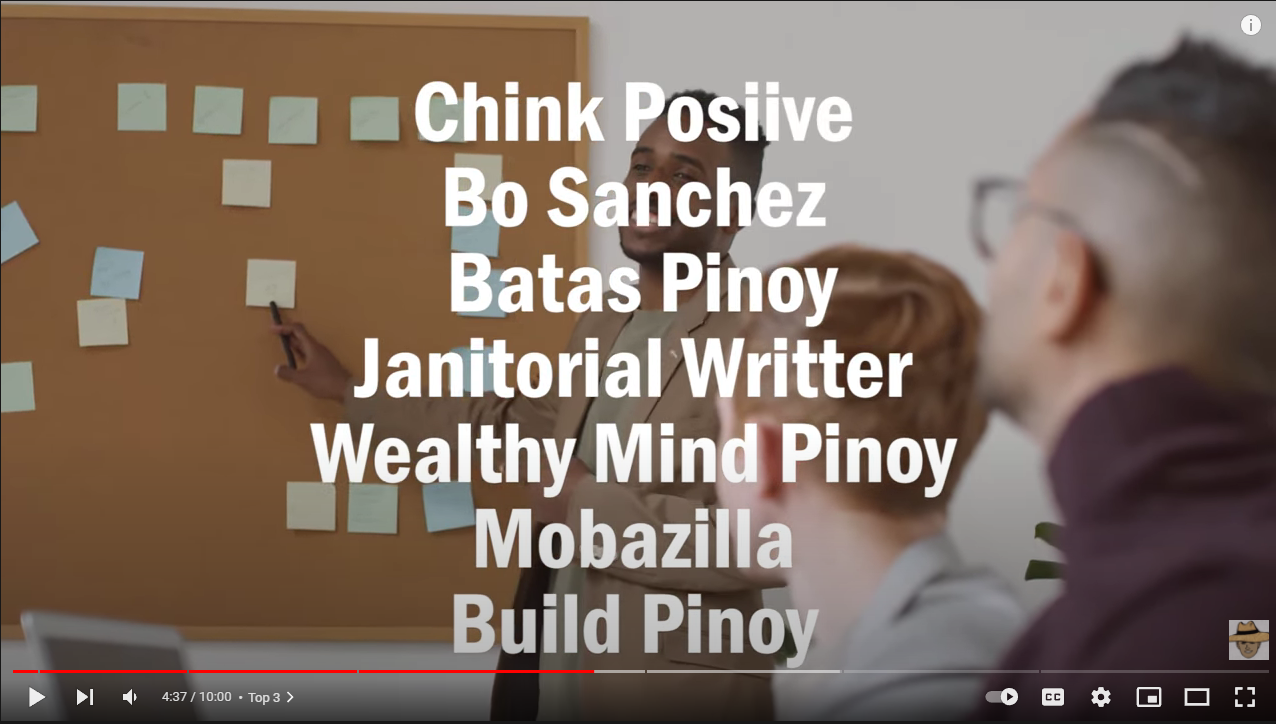 Chink Posiive
Bo Sanchez
Batas Pinoy
Janitorial Writter
Wealthy Mind Pinoy
Mobazilla
Build Pinoy
4:37 / 10:00 • Top 3 >
CC